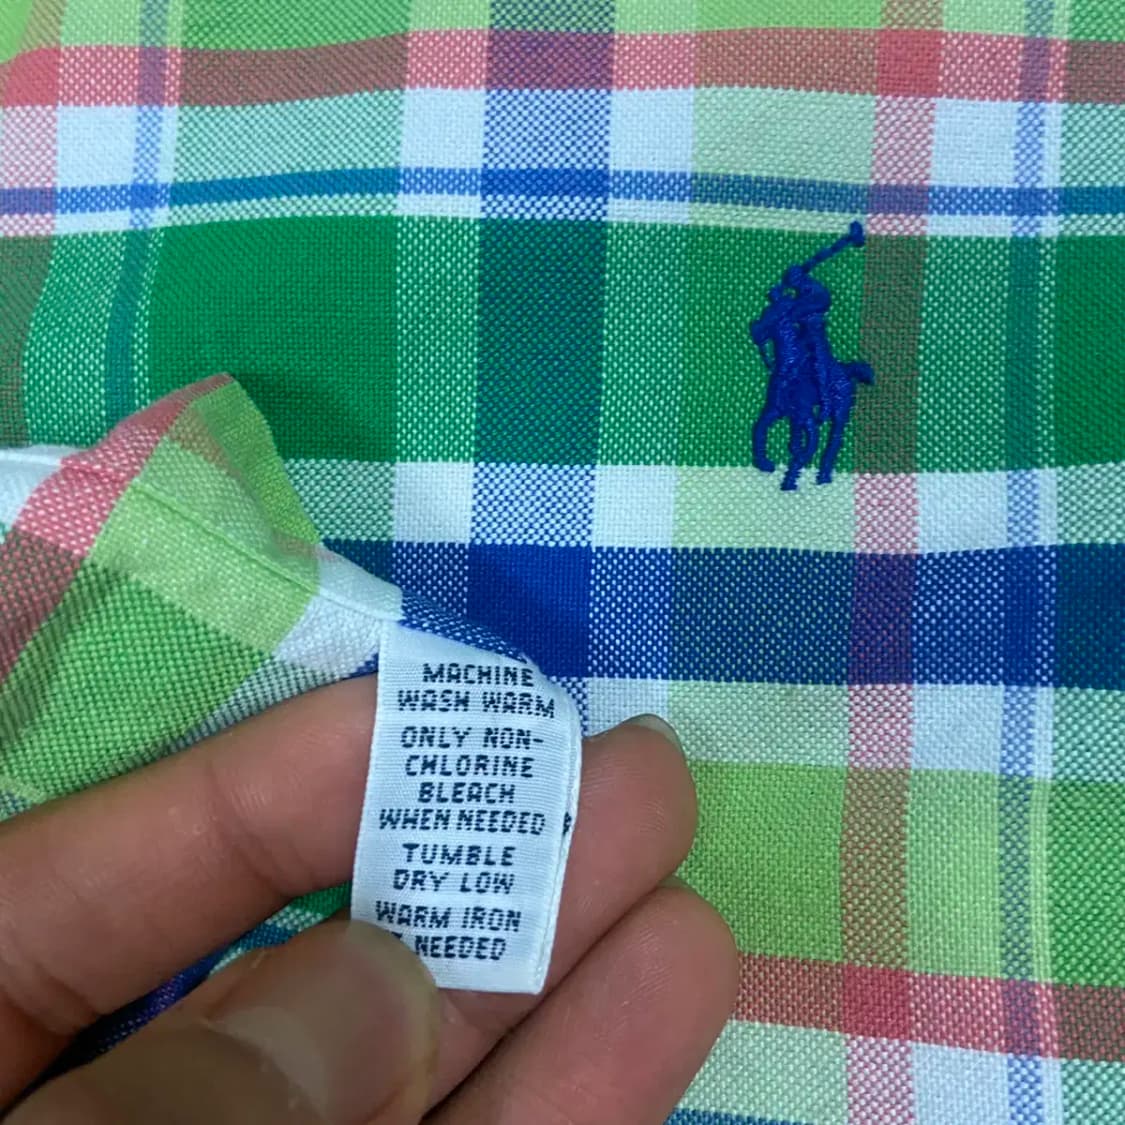 MACHINE
WASH WARM
ONLY NON-
CHLORINE
BLEACH
WHEN NEEDED
TUMBLE
DRY LOW
WARM IRON
NEEDED